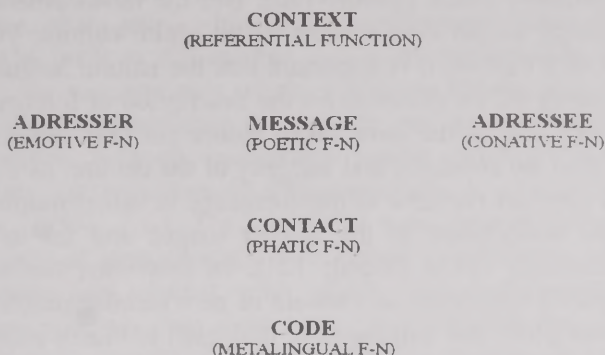 CONTEXT
(REFERENTIAL FUNCTION)
ADRESSER MESSAGE ADRESSEE
(EMOTIVE F-N) (POETIC F-N) (CONATIVE F-N)
CONTACT
(PHATIC F-N)
CODE
(METALINGUAL F-N)